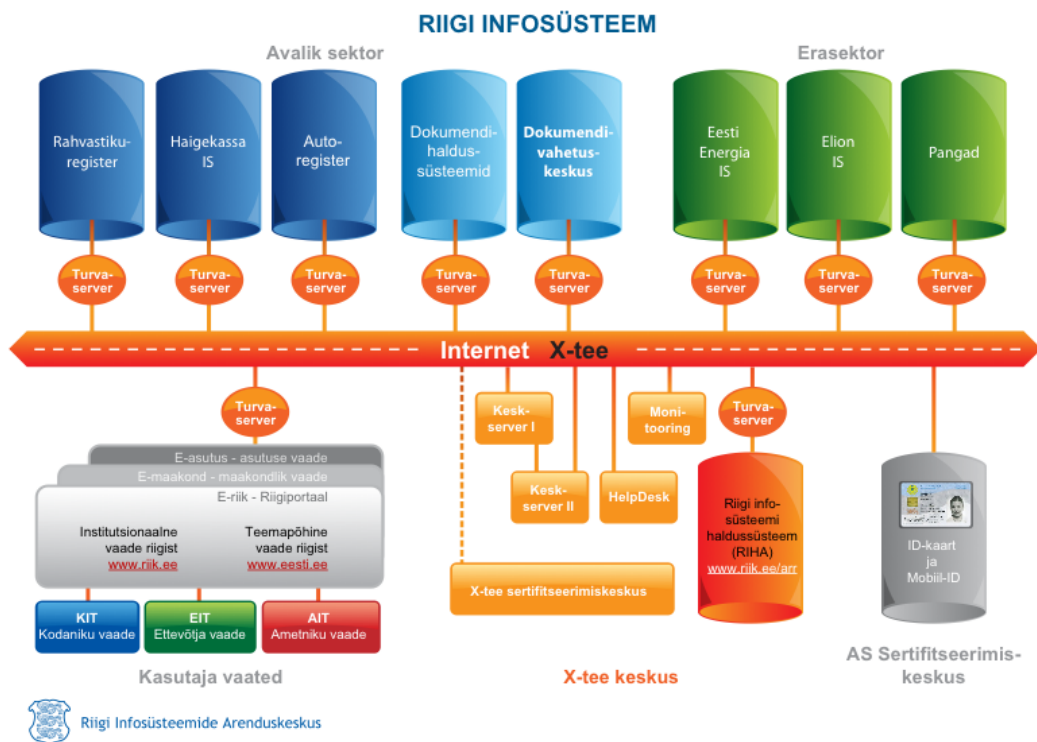 RIIGI INFOSÜSTEEM
Avalik sektor
Erasektor
Rahvastiku-
register
Haigekassa
IS
Auto-
register
Dokumendi-
haldus-
süsteemid
Dokumendi-
vahetus-
keskus
Eesti
Energia
IS
Elion
IS
Pangad
Turva-
server
Turva-
server
Turva-
server
Turva-
server
Turva-
server
Turva-
server
Turva-
server
Turva-
server
Internet X-tee
Turva-
server
E-asutus - asutuse vaade
E-maakond - maakondlik vaade
E-riik - Riigiportaal
Institutsionaalne
vaade riigist
www.riik.ee
Teemapõhine
vaade riigist
www.eesti.ee
KIT
Kodaniku vaade
EIT
Ettevõtja vaade
AIT
Ametniku vaade
Kasutaja vaated
Kesk-
server I
Kesk-
server II
HelpDesk
Moni-
tooring
X-tee sertifitseerimiskeskus
Turva-
server
Riigi info-
süsteemi
haldussüsteem
(RIHA)
www.riik.ee/arr
X-tee keskus
ID-kaart
ja
Mobiil-ID
AS Sertifitseerimis-
keskus
Riigi Infosüsteemide Arenduskeskus